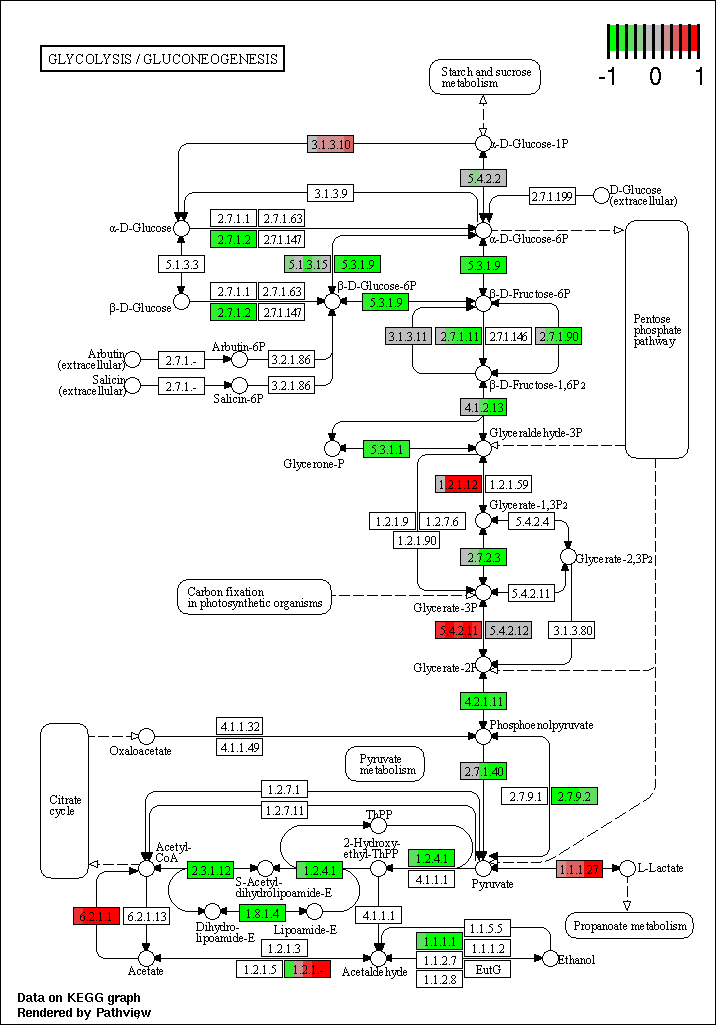 GLYCOLYSIS / GLUCONEOGENESIS
-1 0 1
Starch and sucrose
metabolism
3.1.3.10
α-D-Glucose-1P
5.4.2.2
3.1.3.9
2.7.1.199
D-Glucose
(extracellular)
2.7.1.1
2.7.1.63
α-D-Glucose
2.7.1.2
2.7.1.147
α-D-Glucose-6P
5.1.3.3
5.1.3.15
5.3.1.9
5.3.1.9
β-D-Glucose-6P
2.7.1.1
2.7.1.63
β-D-Glucose
2.7.1.2
2.7.1.147
5.3.1.9
β-D-Fructose-6P
Pentose
phosphate
pathway
3.1.3.11
2.7.1.11
2.7.1.146
2.7.1.90
Arbutin
(extracellular)
2.7.1.-
Arbutin-6P
3.2.1.86
Salicin
(extracellular)
2.7.1.-
Salicin-6P
3.2.1.86
β-D-Fructose-1,6P2
4.1.2.13
Glyceraldehyde-3P
5.3.1.1
Glycerone-P
1.2.1.12
1.2.1.59
Glycerate-1,3P2
1.2.1.9
1.2.7.6
5.4.2.4
1.2.1.90
2.7.2.3
Glycerate-2,3P2
Carbon fixation
in photosynthetic organisms
5.4.2.11
Glycerate-3P
5.4.2.11
5.4.2.12
3.1.3.80
Glycerate-2P
4.2.1.11
4.1.1.32
Phosphoenolpyruvate
Oxaloacetate
4.1.1.49
Pyruvate
metabolism
2.7.1.40
Citrate
cycle
1.2.7.1
2.7.9.1
2.7.9.2
1.2.7.11
ThPP
Acetyl-
CoA
2-Hydroxy-
ethyl-ThPP
2.3.1.12
1.2.4.1
1.2.4.1
4.1.1.1
S-Acetyl-
dihydrolipoamide-E
Pyruvate
1.1.1.27
L-Lactate
6.2.1.1
6.2.1.13
1.8.1.4
Dihydro-
lipoamide-E
Lipoamide-E
4.1.1.1
Propanoate metabolism
1.1.5.5
1.1.1.1
1.1.1.2
1.2.1.3
1.1.2.7
Ethanol
Acetate
1.2.1.5
1.2.1.-
Acetaldehyde
EutG
1.1.2.8
Data on KEGG graph
Rendered by Pathview